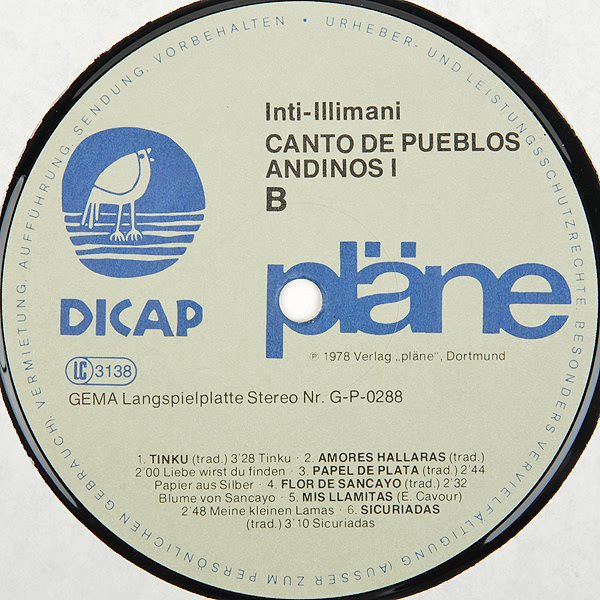 URHEBER- UND LEISTUNGSSCHUTZRECHTE, BESONDERS VERVIELFÄLTIGUNG (AUSSER ZUM PERSÖNLICHEN GEBRAUCH), VERMIETUNG, AUFFÜHRUNG, SENDUNG, VORBEHALTEN •
Inti-Illimani
CANTO DE PUEBLOS
ANDINOS I
B
DICAP
pläne
℗ 1978 Verlag „pläne", Dortmund
LC 3138
GEMA Langspielplatte Stereo Nr. G-P-0288
1. TINKU (trad.) 3'28 Tinku · 2. AMORES HALLARAS (trad.)
2'00 Liebe wirst du finden · 3. PAPEL DE PLATA (trad.) 2'44
Papier aus Silber · 4. FLOR DE SANCAYO (trad.) 2'32
Blume von Sancayo · 5. MIS LLAMITAS (E. Cavour)
2'48 Meine kleinen Lamas · 6. SICURIADAS
(trad.) 3'10 Sicuriadas